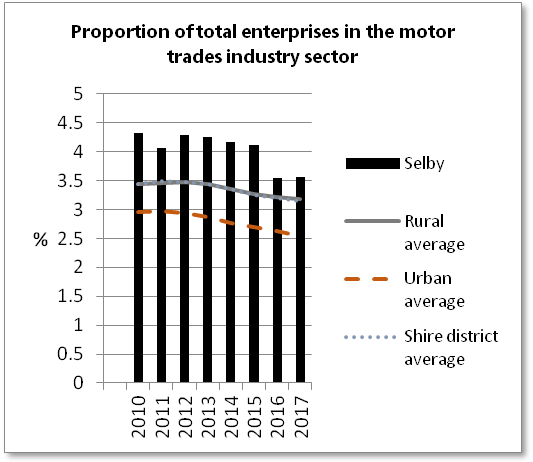 Proportion of total enterprises in the motor
trades industry sector
5
4.5
4
3.5
3
2.5
2
1.5
1
0.5
0
%
2010
2011
2012
2013
2014
2015
2016
2017
Selby
Rural
average
Urban
average
Shire district
average